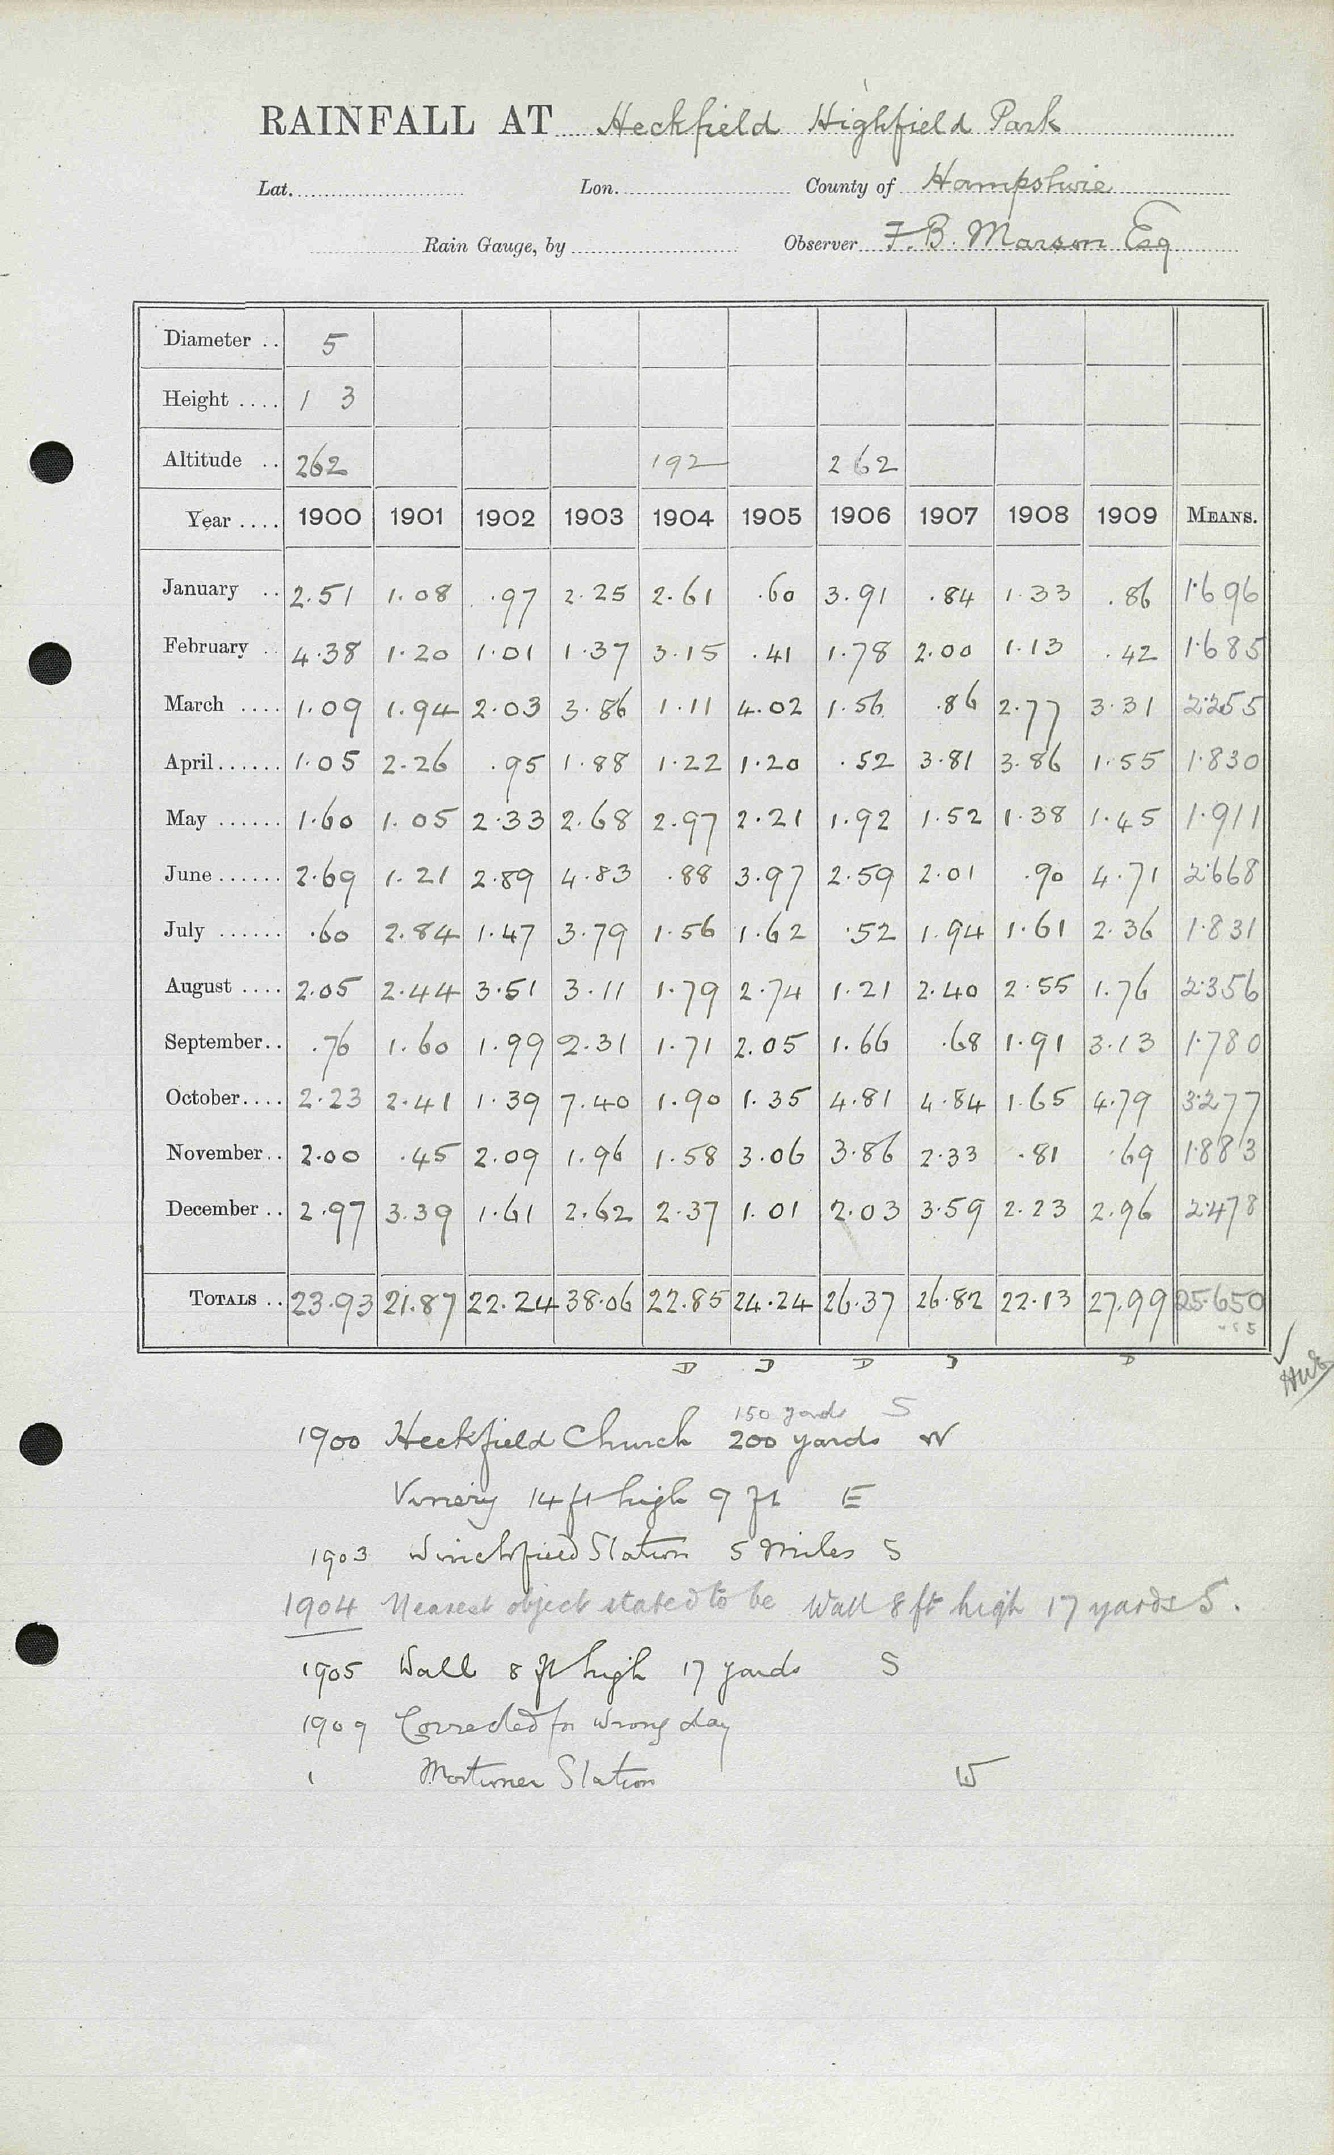 RAINFALL AT Heckfield Highfield Park
Lat. Lon. County of Hampshire
Rain Gauge, by Observer F.B. Marson Esq
Diameter .. 5
Height .... 1 3
Altitude .. 262 192 262
Year .... 1900 1901 1902 1903 1904 1905 1906 1907 1908 1909 MEANS.
January .. 2.51 1.08 .97 2.25 2.61 .60 3.91 .84 1.33 .86 1.696
February .. 4.38 1.20 1.01 1.37 3.15 .41 1.78 2.00 1.13 .42 1.685
March .... 1.09 1.94 2.03 3.86 1.11 4.02 1.56 .86 2.77 3.31 2.255
April ...... 1.05 2.26 .95 1.88 1.22 1.20 .52 3.81 3.86 1.55 1.830
May ...... 1.60 1.05 2.33 2.68 2.97 2.21 1.92 1.52 1.38 1.45 1.911
June ...... 2.69 1.21 2.89 4.83 .88 3.97 2.59 2.01 .90 4.71 2.668
July ...... .60 2.84 1.47 3.79 1.56 1.62 .52 1.94 1.61 2.36 1.831
August .... 2.05 2.44 3.51 3.11 1.79 2.74 1.21 2.40 2.55 1.76 2.356
September.. .76 1.60 1.99 2.31 1.71 2.05 1.66 .68 1.91 3.13 1.780
October.... 2.23 2.41 1.39 7.40 1.90 1.35 4.81 4.84 1.65 4.79 3.277
November.. 2.00 .45 2.09 1.96 1.58 3.06 3.86 2.33 .81 .69 1.883
December .. 2.97 3.39 1.61 2.62 2.37 1.01 2.03 3.59 2.23 2.96 2.478
TOTALS .. 23.93 21.87 22.24 38.06 22.85 24.24 26.37 26.82 22.13 27.99 25.650
D D D D D
150 yards S
1900 Heckfield Church 200 yards W
Vinery 14 ft high 9 ft E
1903 Winchfield Station 5 Miles S
1904 Nearest object stated to be Wall 8 ft high 17 yards S.
1905 Wall 8 ft high 17 yards S
1909 Corrected for wrong day
Mortimer Station W